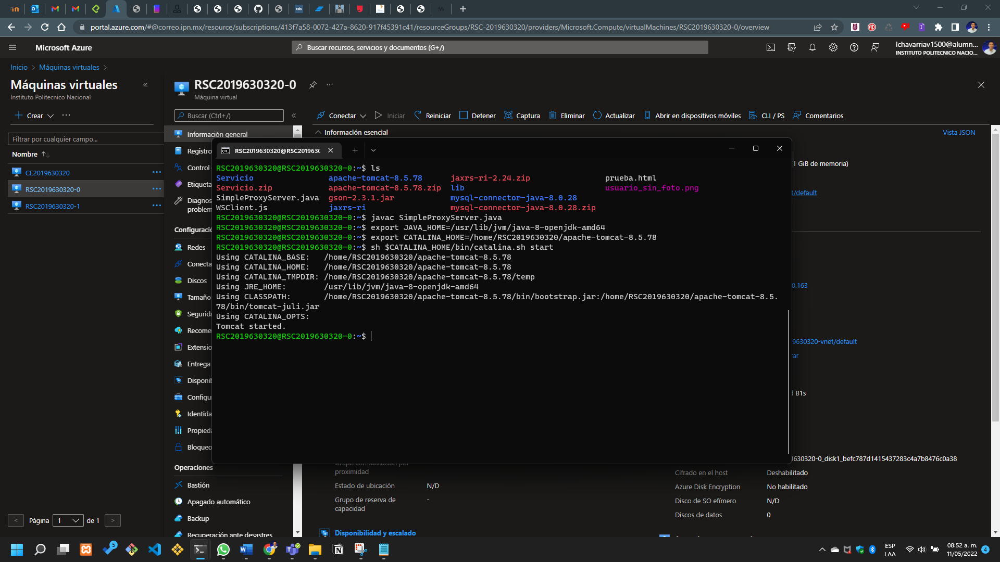 tds
portal.azure.com/#@correo.ipn.mx/resource/subscriptions/413f7a58-0072-427a-8620-917f45391c41/resourceGroups/RSC-2019630320/providers/Microsoft.Compute/virtualMachines/RSC2019630320-0/overview
Microsoft Azure
Buscar recursos, servicios y documentos (G+/)
lchavarriav1500@alumn...
INSTITUTO POLITECNICO NACIO...
Inicio > Máquinas virtuales >
Máquinas virtuales
Instituto Politecnico Nacional
Crear
Filtrar por cualquier campo...
Nombre
CE2019630320
RSC2019630320-0
RSC2019630320-1
Página 1 de 1
RSC2019630320-0
Máquina virtual
Buscar (Ctrl+/)
Conectar
Iniciar
Reiniciar
Detener
Captura
Eliminar
Actualizar
Abrir en dispositivos móviles
CLI / PS
Comentarios
Información general
Registro
Control
Etiqueta
Diagnos
problem
Configuració
Redes
Conecta
Discos
Tamaño
Segurida
Recomen
Extensio
Entrega
Disponib
Configur
Identida
Propieda
Bloqueo
Operaciones
Bastión
Apagado automático
Backup
Recuperación ante desastres
Información esencial
Vista JSON
1 GiB de memoria)
t/default
0.163
9630320-vnet/default
rar
d B1s
RSC2019630320@RSC2019630
RSC2019630320@RSC2019630320-0:~$ ls
Servicio apache-tomcat-8.5.78 jaxrs-ri-2.24.zip prueba.html
Servicio.zip apache-tomcat-8.5.78.zip lib usuario_sin_foto.png
SimpleProxyServer.java gson-2.3.1.jar mysql-connector-java-8.0.28
WSClient.js jaxrs-ri mysql-connector-java-8.0.28.zip
RSC2019630320@RSC2019630320-0:~$ javac SimpleProxyServer.java
RSC2019630320@RSC2019630320-0:~$ export JAVA_HOME=/usr/lib/jvm/java-8-openjdk-amd64
RSC2019630320@RSC2019630320-0:~$ export CATALINA_HOME=/home/RSC2019630320/apache-tomcat-8.5.78
RSC2019630320@RSC2019630320-0:~$ sh $CATALINA_HOME/bin/catalina.sh start
Using CATALINA_BASE: /home/RSC2019630320/apache-tomcat-8.5.78
Using CATALINA_HOME: /home/RSC2019630320/apache-tomcat-8.5.78
Using CATALINA_TMPDIR: /home/RSC2019630320/apache-tomcat-8.5.78/temp
Using JRE_HOME: /usr/lib/jvm/java-8-openjdk-amd64
Using CLASSPATH: /home/RSC2019630320/apache-tomcat-8.5.78/bin/bootstrap.jar:/home/RSC2019630320/apache-tomcat-8.5.
78/bin/tomcat-juli.jar
Using CATALINA_OPTS:
Tomcat started.
RSC2019630320@RSC2019630320-0:~$
proximidad
Estado de ubicación N/D
Grupo de reserva de
capacidad
-
Disponibilidad y escalado
9630320-0_disk1_befc787d1415437283c4a7b8476c0a38
Cifrado en el host Deshabilitado
Azure Disk Encryption No habilitado
Disco de SO efímero N/D
Discos de datos 0
5
ESP
LAA
08:52 a. m.
11/05/2022
4